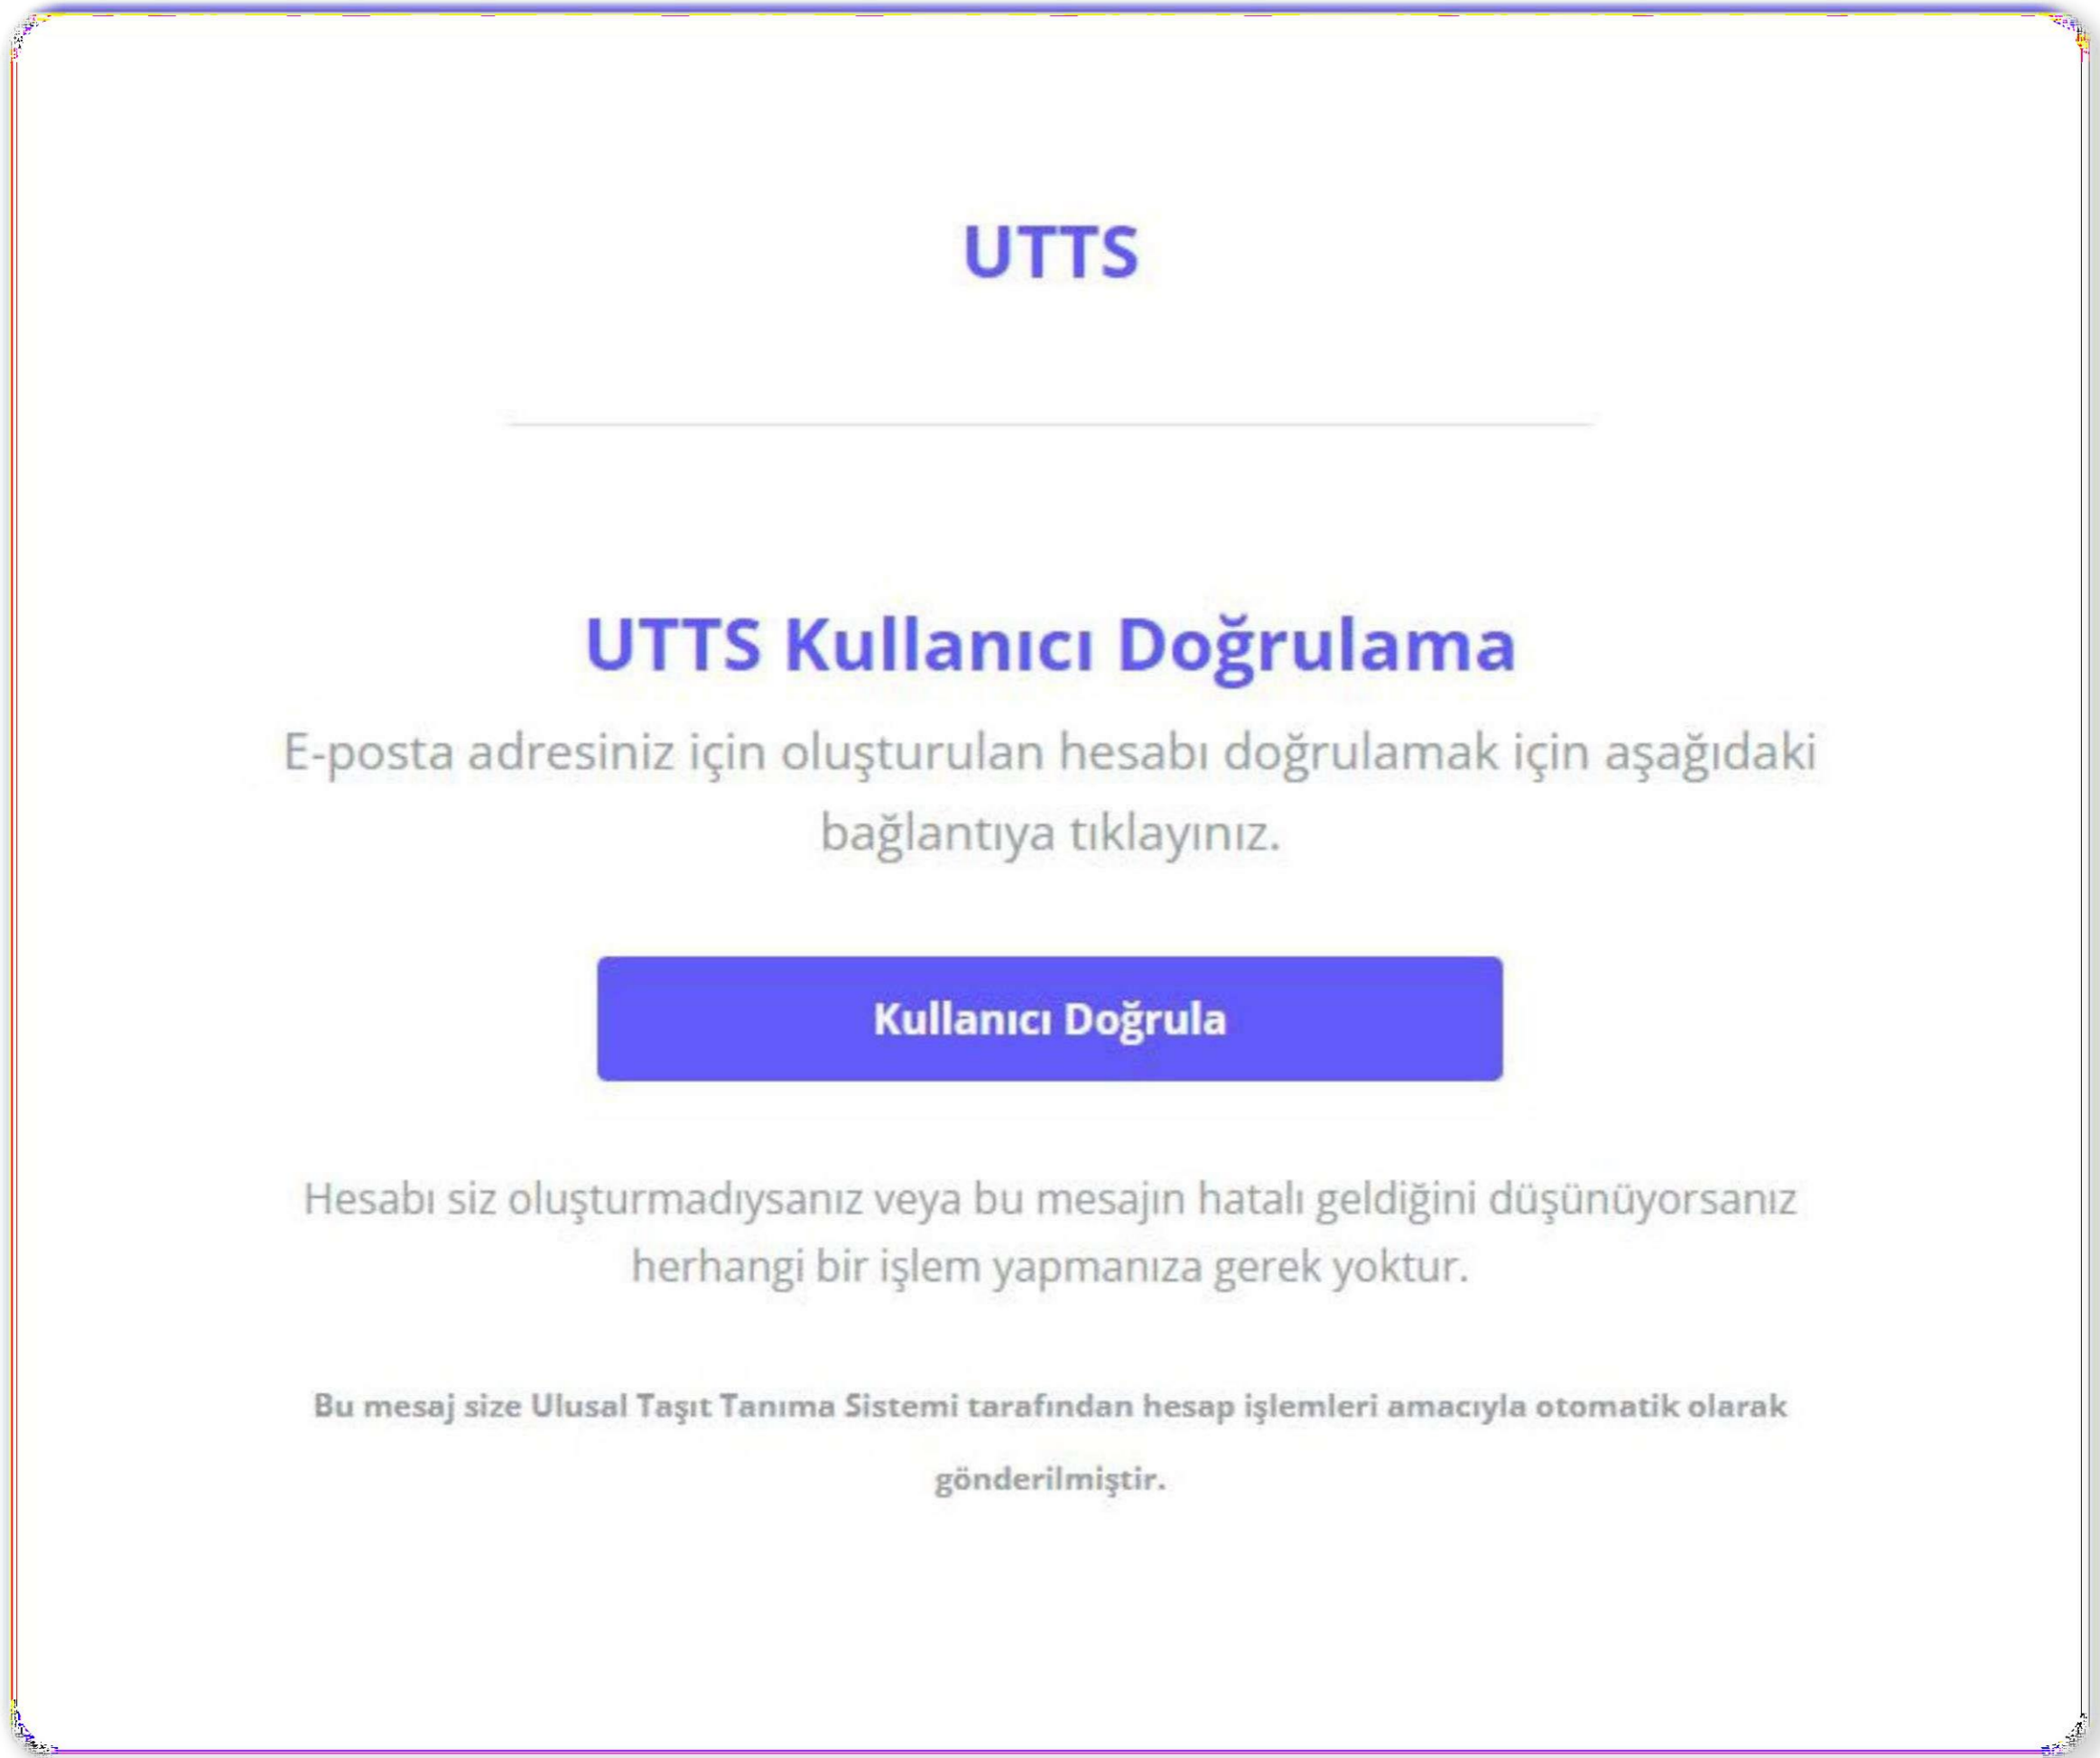 UTTS
UTTS Kullanıcı Doğrulama
E-posta adresiniz için oluşturulan hesabı doğrulamak için aşağıdaki
bağlantıya tıklayınız.
Kullanıcı Doğrula
Hesabı siz oluşturmadıysanız veya bu mesajın hatalı geldiğini düşünüyorsanız
herhangi bir işlem yapmanıza gerek yoktur.
Bu mesaj size Ulusal Taşıt Tanıma Sistemi tarafından hesap işlemleri amacıyla otomatik olarak
gönderilmiştir.